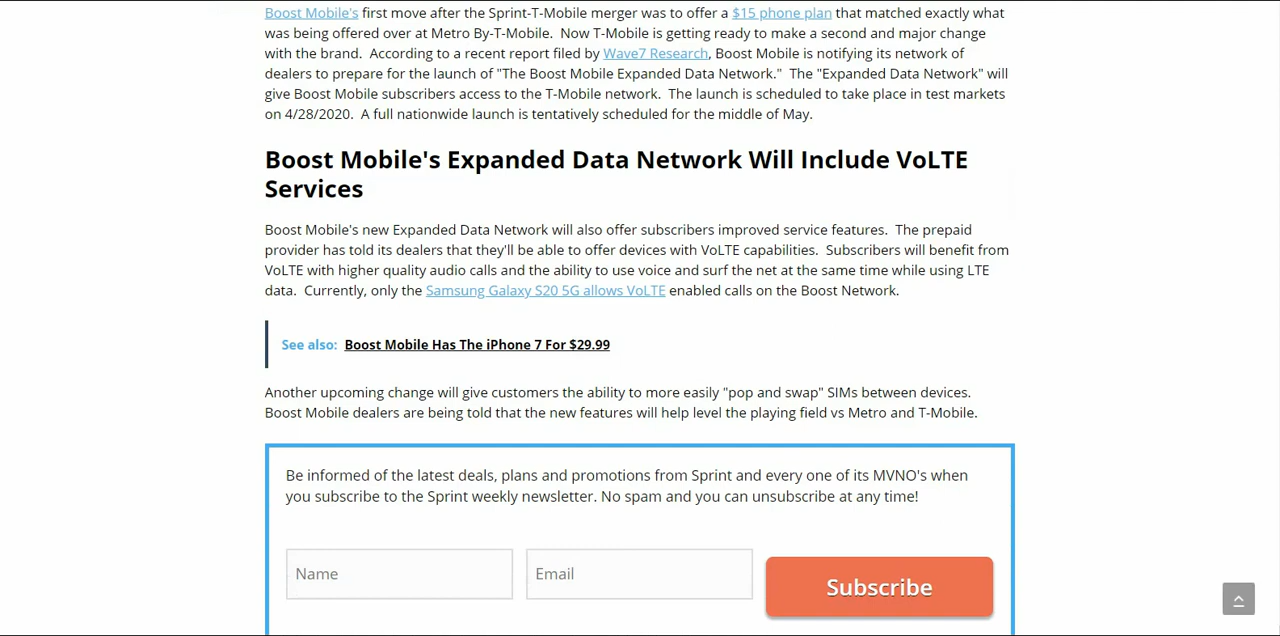 Boost Mobile's first move after the Sprint-T-Mobile merger was to offer a $15 phone plan that matched exactly what
was being offered over at Metro By-T-Mobile.  Now T-Mobile is getting ready to make a second and major change
with the brand.  According to a recent report filed by Wave7 Research, Boost Mobile is notifying its network of
dealers to prepare for the launch of "The Boost Mobile Expanded Data Network."  The "Expanded Data Network" will
give Boost Mobile subscribers access to the T-Mobile network.  The launch is scheduled to take place in test markets
on 4/28/2020.  A full nationwide launch is tentatively scheduled for the middle of May.
Boost Mobile's Expanded Data Network Will Include VoLTE
Services
Boost Mobile's new Expanded Data Network will also offer subscribers improved service features.  The prepaid
provider has told its dealers that they'll be able to offer devices with VoLTE capabilities.  Subscribers will benefit from
VoLTE with higher quality audio calls and the ability to use voice and surf the net at the same time while using LTE
data.  Currently, only the Samsung Galaxy S20 5G allows VoLTE enabled calls on the Boost Network.
See also:  Boost Mobile Has The iPhone 7 For $29.99
Another upcoming change will give customers the ability to more easily "pop and swap" SIMs between devices.
Boost Mobile dealers are being told that the new features will help level the playing field vs Metro and T-Mobile.
Be informed of the latest deals, plans and promotions from Sprint and every one of its MVNO's when
you subscribe to the Sprint weekly newsletter. No spam and you can unsubscribe at any time!
Name Email Subscribe